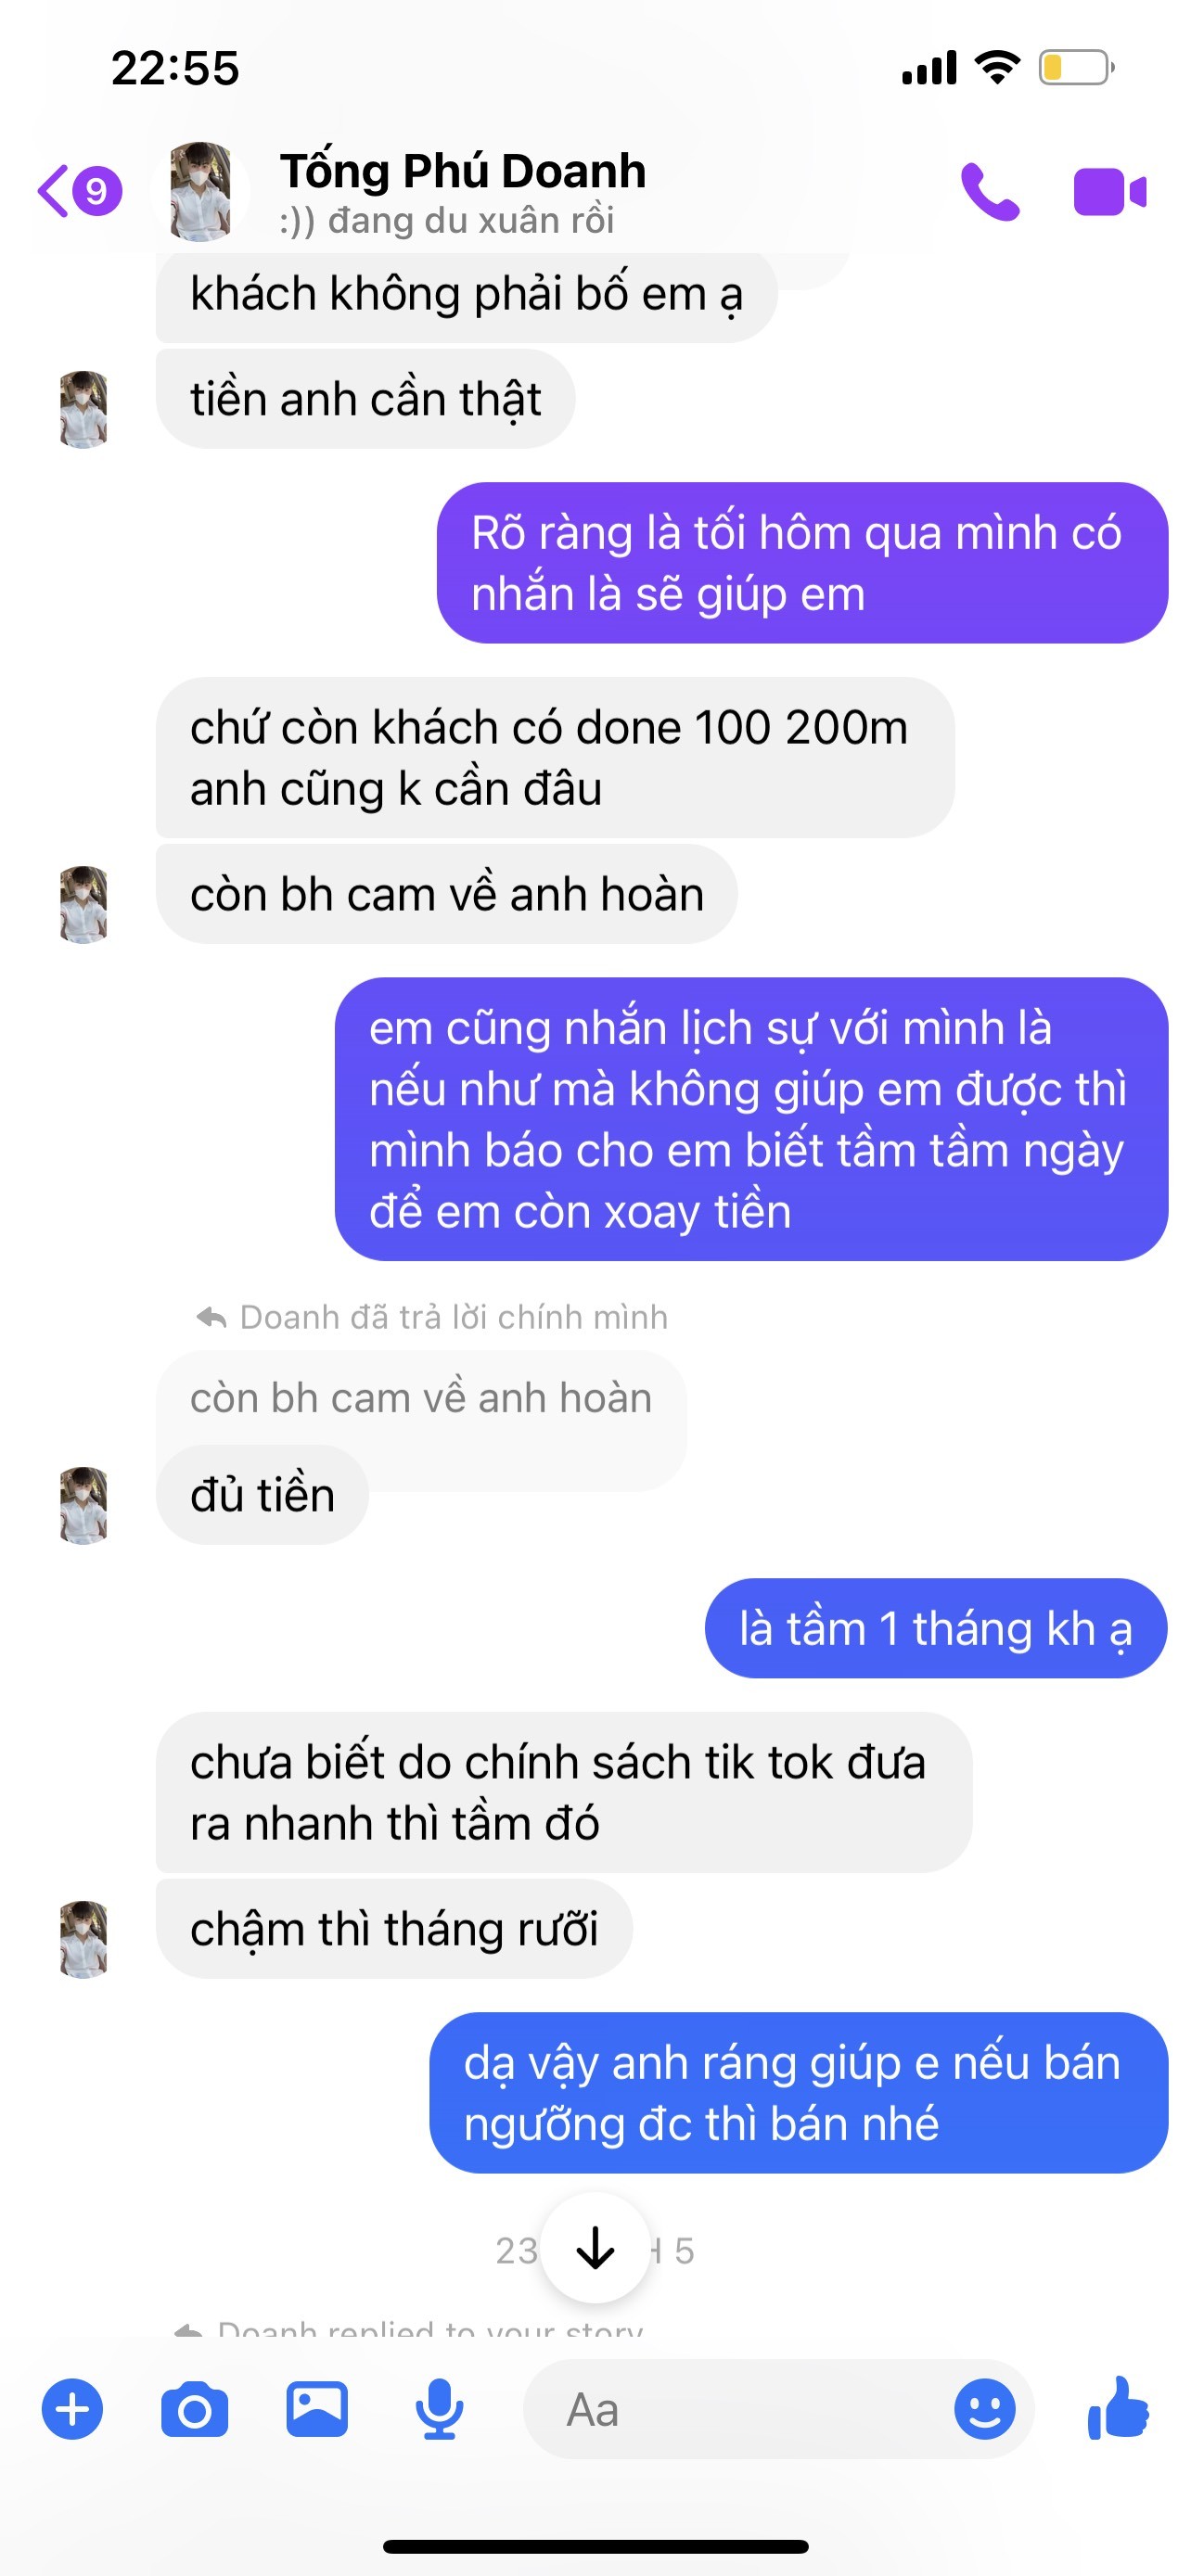 22:55
9
Tống Phú Doanh
:)) đang du xuân rồi
khách không phải bố em ạ
tiền anh cần thật
Rõ ràng là tối hôm qua mình có
nhắn là sẽ giúp em
chứ còn khách có done 100 200m
anh cũng k cần đâu
còn bh cam về anh hoàn
em cũng nhắn lịch sự với mình là
nếu như mà không giúp em được thì
mình báo cho em biết tầm tầm ngày
để em còn xoay tiền
Doanh đã trả lời chính mình
còn bh cam về anh hoàn
đủ tiền
là tầm 1 tháng kh ạ
chưa biết do chính sách tik tok đưa
ra nhanh thì tầm đó
chậm thì tháng rưỡi
dạ vậy anh ráng giúp e nếu bán
ngưỡng đc thì bán nhé
23 H 5
Doanh replied to your story
Aa